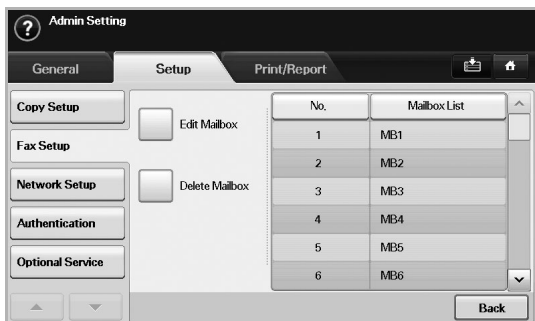 ? Admin Setting
General Setup Print/Report
Copy Setup
Fax Setup
Network Setup
Authentication
Optional Service
Edit Mailbox
Delete Mailbox
No. Mailbox List
1 MB1
2 MB2
3 MB3
4 MB4
5 MB5
6 MB6
Back